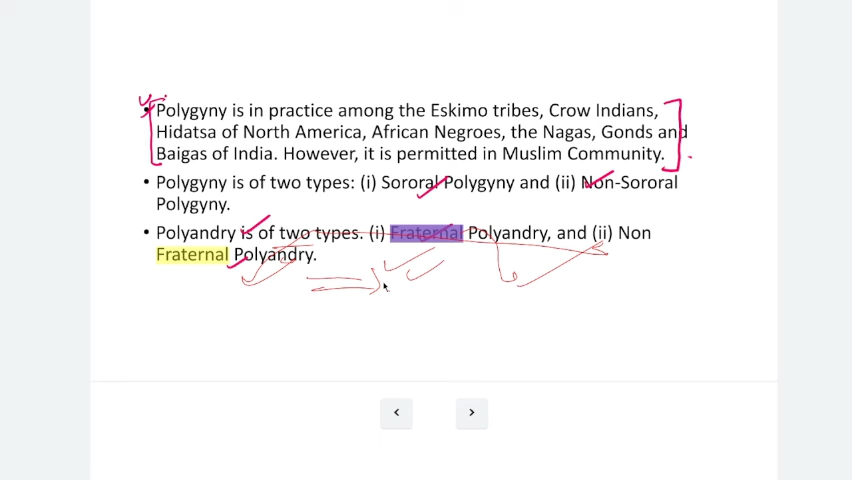 • Polygyny is in practice among the Eskimo tribes, Crow Indians,
Hidatsa of North America, African Negroes, the Nagas, Gonds and
Baigas of India. However, it is permitted in Muslim Community.
• Polygyny is of two types: (i) Sororal Polygyny and (ii) Non-Sororal
Polygyny.
• Polyandry is of two types. (i) Fraternal Polyandry, and (ii) Non
Fraternal Polyandry.